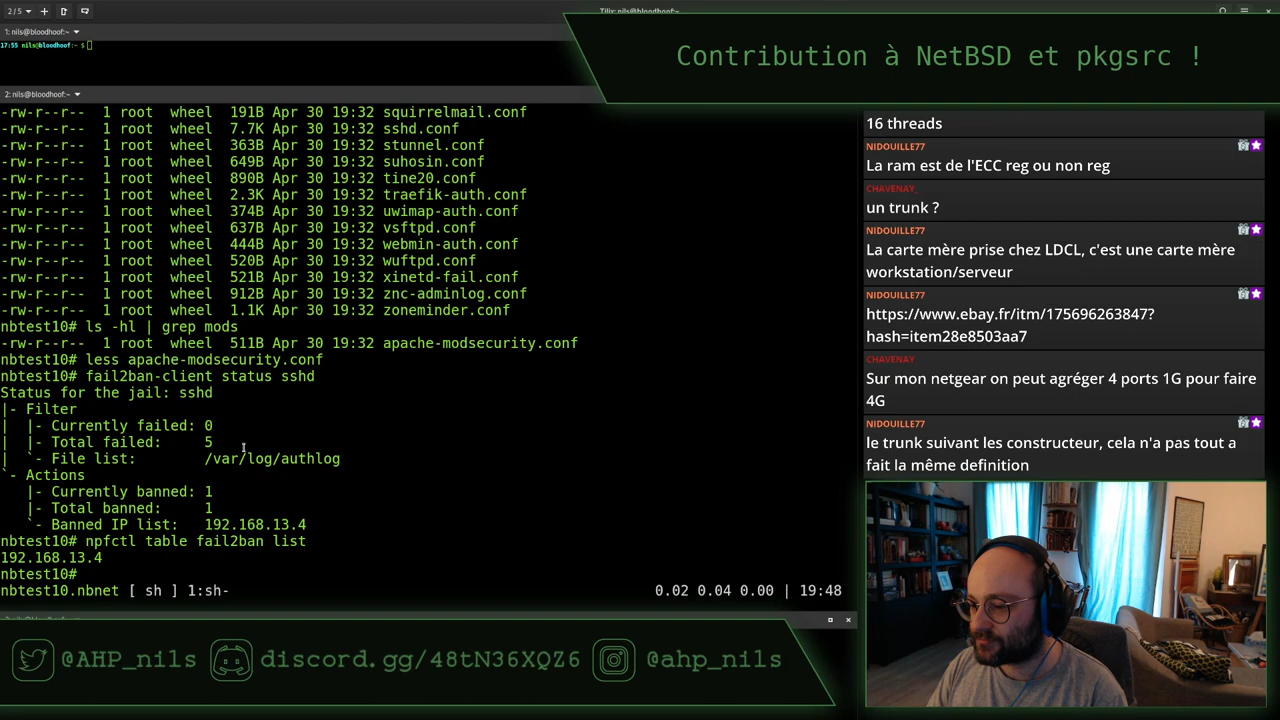 2/5
Tilix: nils@bloodhoof:~
1: nils@bloodhoof:~
17:55 nils@bloodhoof:~ $
Contribution à NetBSD et pkgsrc !
2: nils@bloodhoof:~
-rw-r--r-- 1 root wheel 191B Apr 30 19:32 squirrelmail.conf
-rw-r--r-- 1 root wheel 7.7K Apr 30 19:32 sshd.conf
-rw-r--r-- 1 root wheel 363B Apr 30 19:32 stunnel.conf
-rw-r--r-- 1 root wheel 649B Apr 30 19:32 suhosin.conf
-rw-r--r-- 1 root wheel 890B Apr 30 19:32 tine20.conf
-rw-r--r-- 1 root wheel 2.3K Apr 30 19:32 traefik-auth.conf
-rw-r--r-- 1 root wheel 374B Apr 30 19:32 uwimap-auth.conf
-rw-r--r-- 1 root wheel 637B Apr 30 19:32 vsftpd.conf
-rw-r--r-- 1 root wheel 444B Apr 30 19:32 webmin-auth.conf
-rw-r--r-- 1 root wheel 520B Apr 30 19:32 wuftpd.conf
-rw-r--r-- 1 root wheel 521B Apr 30 19:32 xinetd-fail.conf
-rw-r--r-- 1 root wheel 912B Apr 30 19:32 znc-adminlog.conf
-rw-r--r-- 1 root wheel 1.1K Apr 30 19:32 zoneminder.conf
nbtest10# ls -hl | grep mods
-rw-r--r-- 1 root wheel 511B Apr 30 19:32 apache-modsecurity.conf
nbtest10# less apache-modsecurity.conf
nbtest10# fail2ban-client status sshd
Status for the jail: sshd
|- Filter
| |- Currently failed: 0
| |- Total failed: 5
| `- File list: /var/log/authlog
`- Actions
|- Currently banned: 1
|- Total banned: 1
`- Banned IP list: 192.168.13.4
nbtest10# npfctl table fail2ban list
192.168.13.4
nbtest10#
nbtest10.nbnet [ sh ] 1:sh- 0.02 0.04 0.00 | 19:48
16 threads
NIDOUILLE77
La ram est de l'ECC reg ou non reg
CHAVENAY_
un trunk ?
NIDOUILLE77
La carte mère prise chez LDCL, c'est une carte mère
workstation/serveur
NIDOUILLE77
https://www.ebay.fr/itm/175696263847?
hash=item28e8503aa7
CHAVENAY
Sur mon netgear on peut agréger 4 ports 1G pour faire
4G
NIDOUILLE77
le trunk suivant les constructeur, cela n'a pas tout a
fait la même definition
@AHP_nils discord.gg/48tN36XQZ6 @ahp_nils